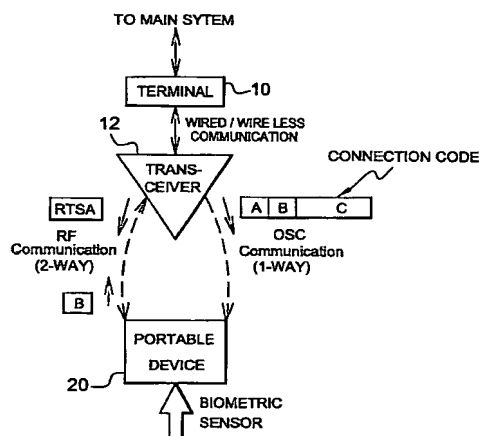 TO MAIN SYTEM
TERMINAL
10
WIRED / WIRE LESS
COMMUNICATION
12
TRANS-
CEIVER
CONNECTION CODE
RTSA
A B C
RF
Communication
(2-WAY)
OSC
Communication
(1-WAY)
B
PORTABLE
DEVICE
20
BIOMETRIC
SENSOR